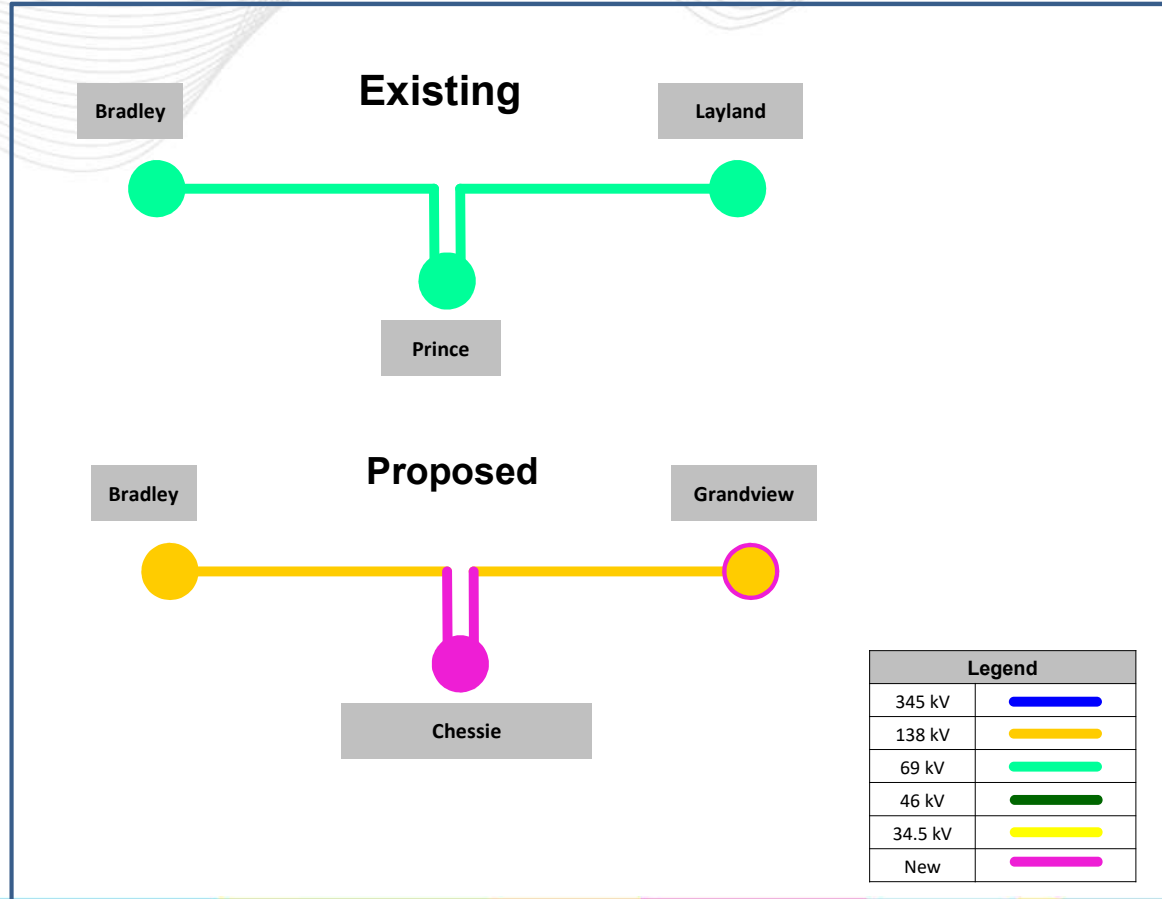 Existing
Bradley
Layland
Prince
Proposed
Bradley
Grandview
Chessie
Legend
345 kV
138 kV
69 kV
46 kV
34.5 kV
New